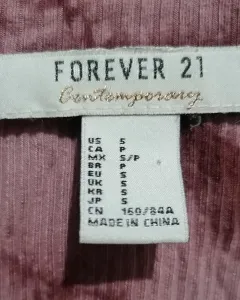 FOREVER 21
Contemporary
US S
CA P
MX S/P
BR P
EU S
UK S
KR S
JP S
CN 160/84A
MADE IN CHINA